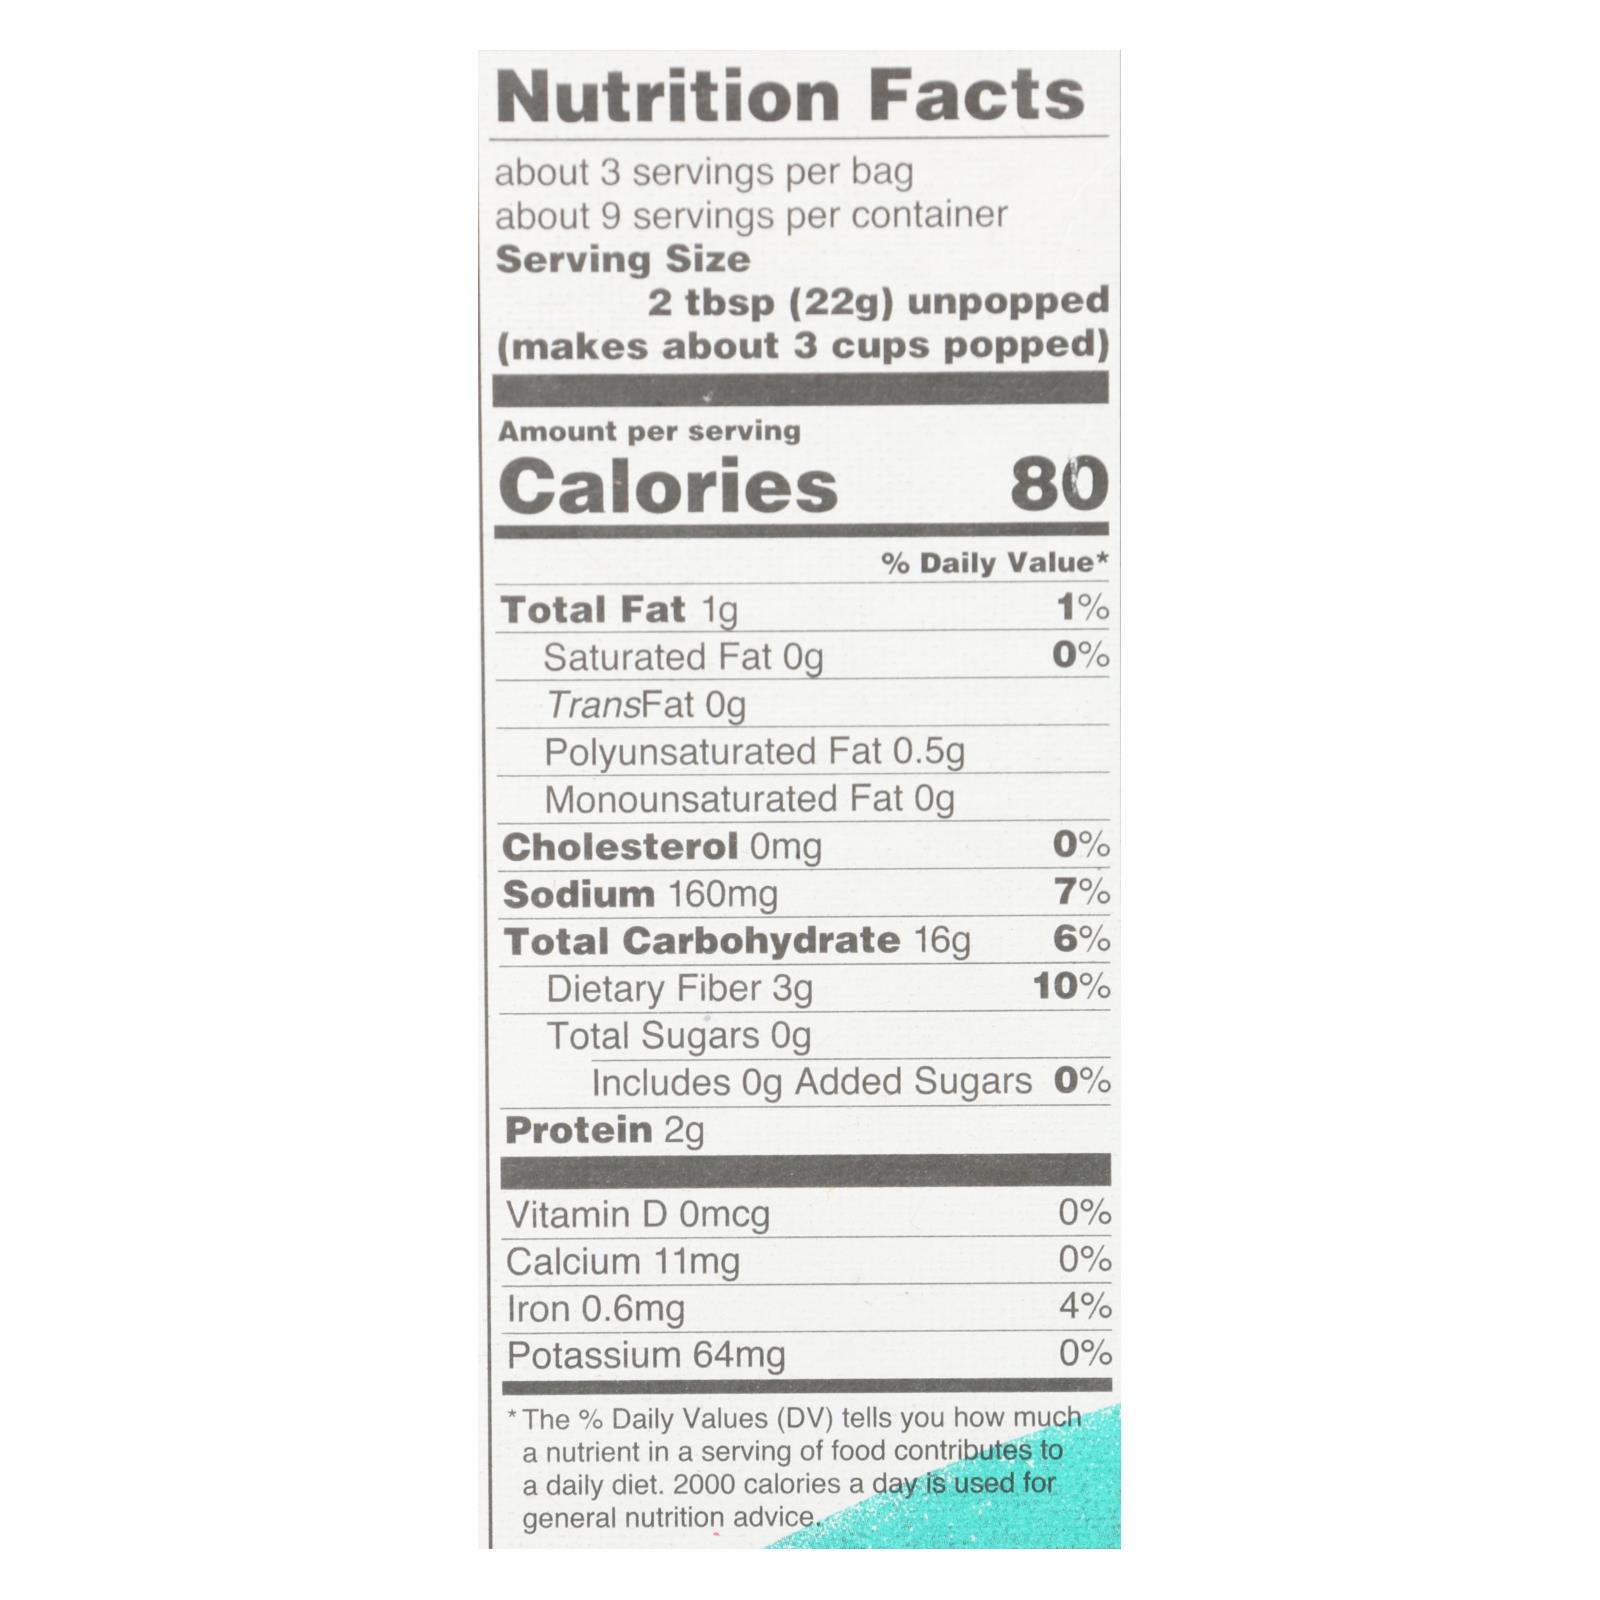 Nutrition Facts
about 3 servings per bag
about 9 servings per container
Serving Size
2 tbsp (22g) unpopped
(makes about 3 cups popped)
Amount per serving
Calories 80
% Daily Value*
Total Fat 1g 1%
Saturated Fat 0g 0%
TransFat 0g
Polyunsaturated Fat 0.5g
Monounsaturated Fat 0g
Cholesterol 0mg 0%
Sodium 160mg 7%
Total Carbohydrate 16g 6%
Dietary Fiber 3g 10%
Total Sugars 0g
Includes 0g Added Sugars 0%
Protein 2g
Vitamin D 0mcg 0%
Calcium 11mg 0%
Iron 0.6mg 4%
Potassium 64mg 0%
* The % Daily Values (DV) tells you how much
a nutrient in a serving of food contributes to
a daily diet. 2000 calories a day is used for
general nutrition advice.